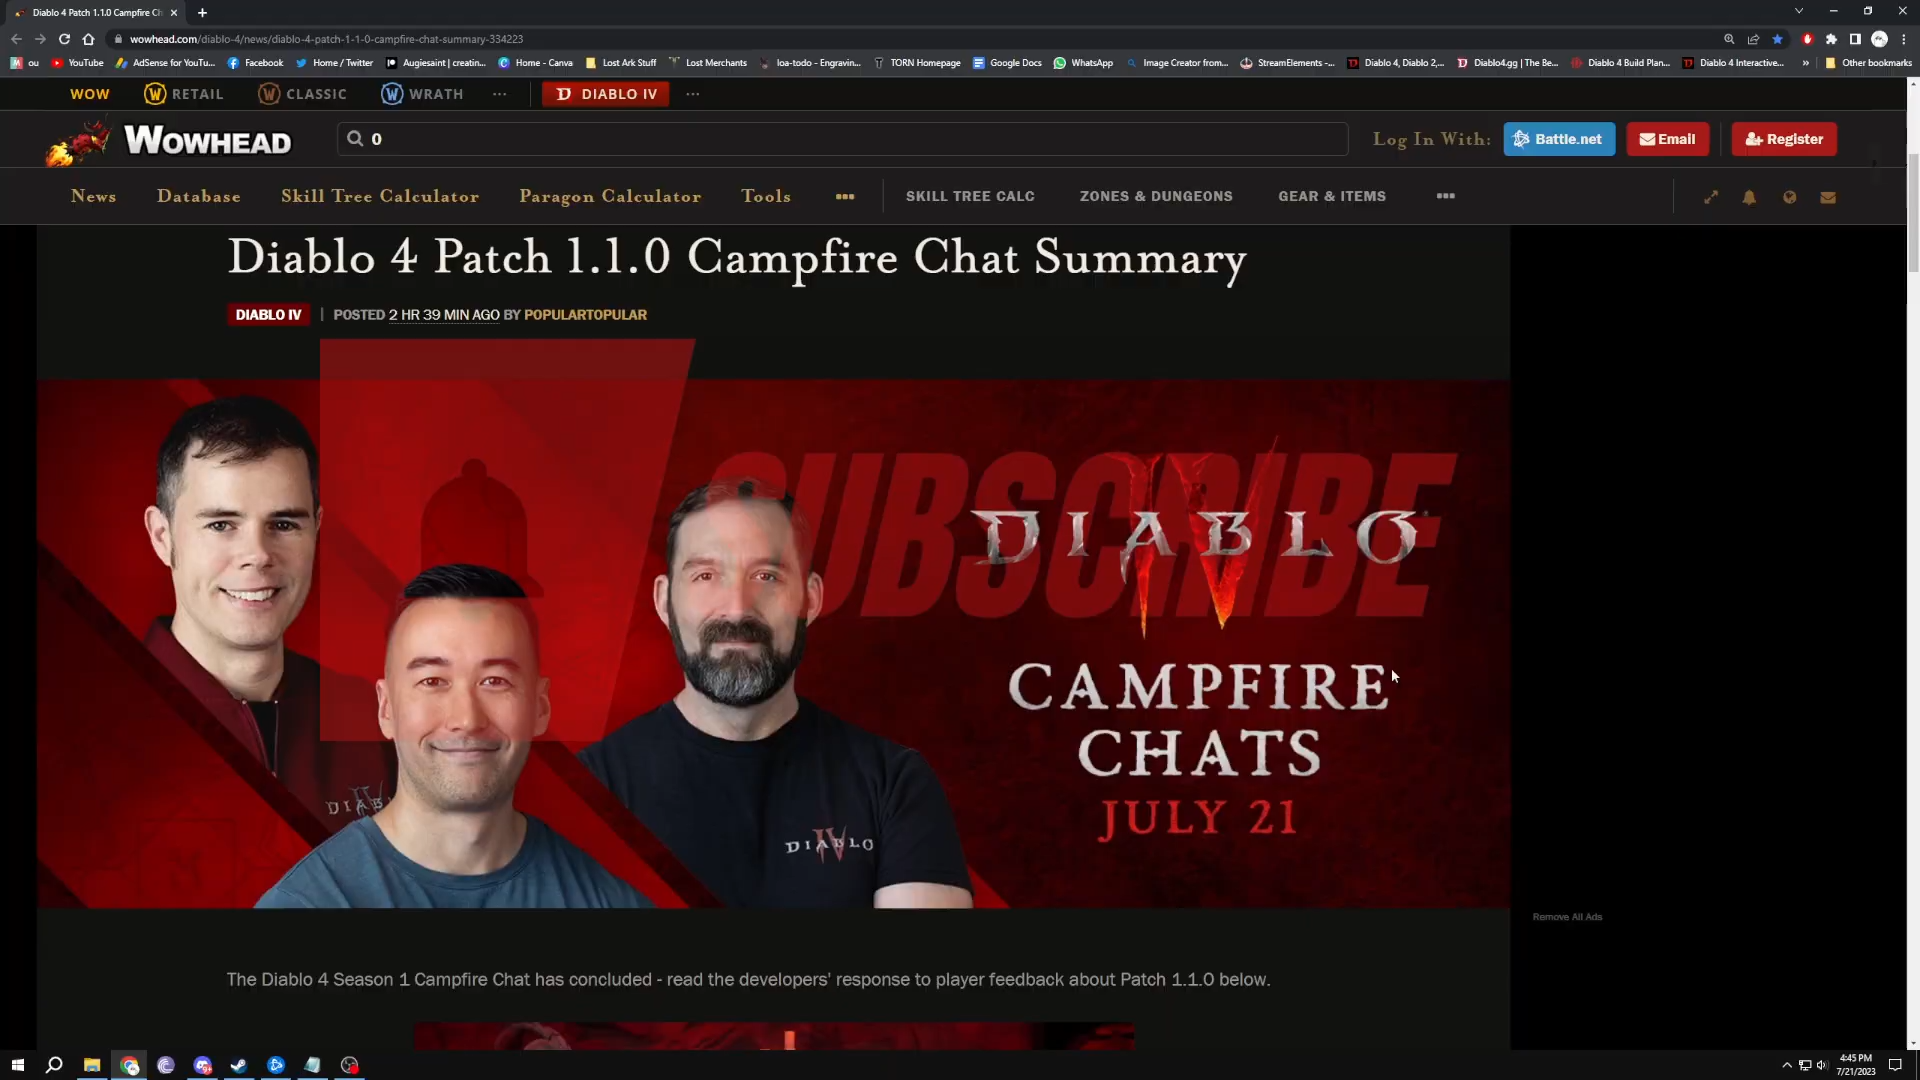 Diablo 4 Patch 1.1.0 Campfire Ch
wowhead.com/diablo-4/news/diablo-4-patch-1-1-0-campfire-chat-summary-334223
ou YouTube AdSense for YouTu... Facebook Home / Twitter Augiesaint | creatin... Home - Canva Lost Ark Stuff Lost Merchants loa-todo - Engravin... TORN Homepage Google Docs WhatsApp Image Creator from... StreamElements -... Diablo 4, Diablo 2,... Diablo4.gg | The Be... Diablo 4 Build Plan... Diablo 4 Interactive... » Other bookmarks
WOW RETAIL CLASSIC WRATH ... DIABLO IV ...
WOWHEAD 0 Log In With: Battle.net Email Register
News Database Skill Tree Calculator Paragon Calculator Tools ... SKILL TREE CALC ZONES & DUNGEONS GEAR & ITEMS ...
Diablo 4 Patch 1.1.0 Campfire Chat Summary
DIABLO IV | POSTED 2 HR 39 MIN AGO BY POPULARTOPULAR
SUBSCRIBE
DIABLO
IV
CAMPFIRE
CHATS
JULY 21
DIABLO IV
The Diablo 4 Season 1 Campfire Chat has concluded - read the developers' response to player feedback about Patch 1.1.0 below.
Remove All Ads
4:45 PM
7/21/2023